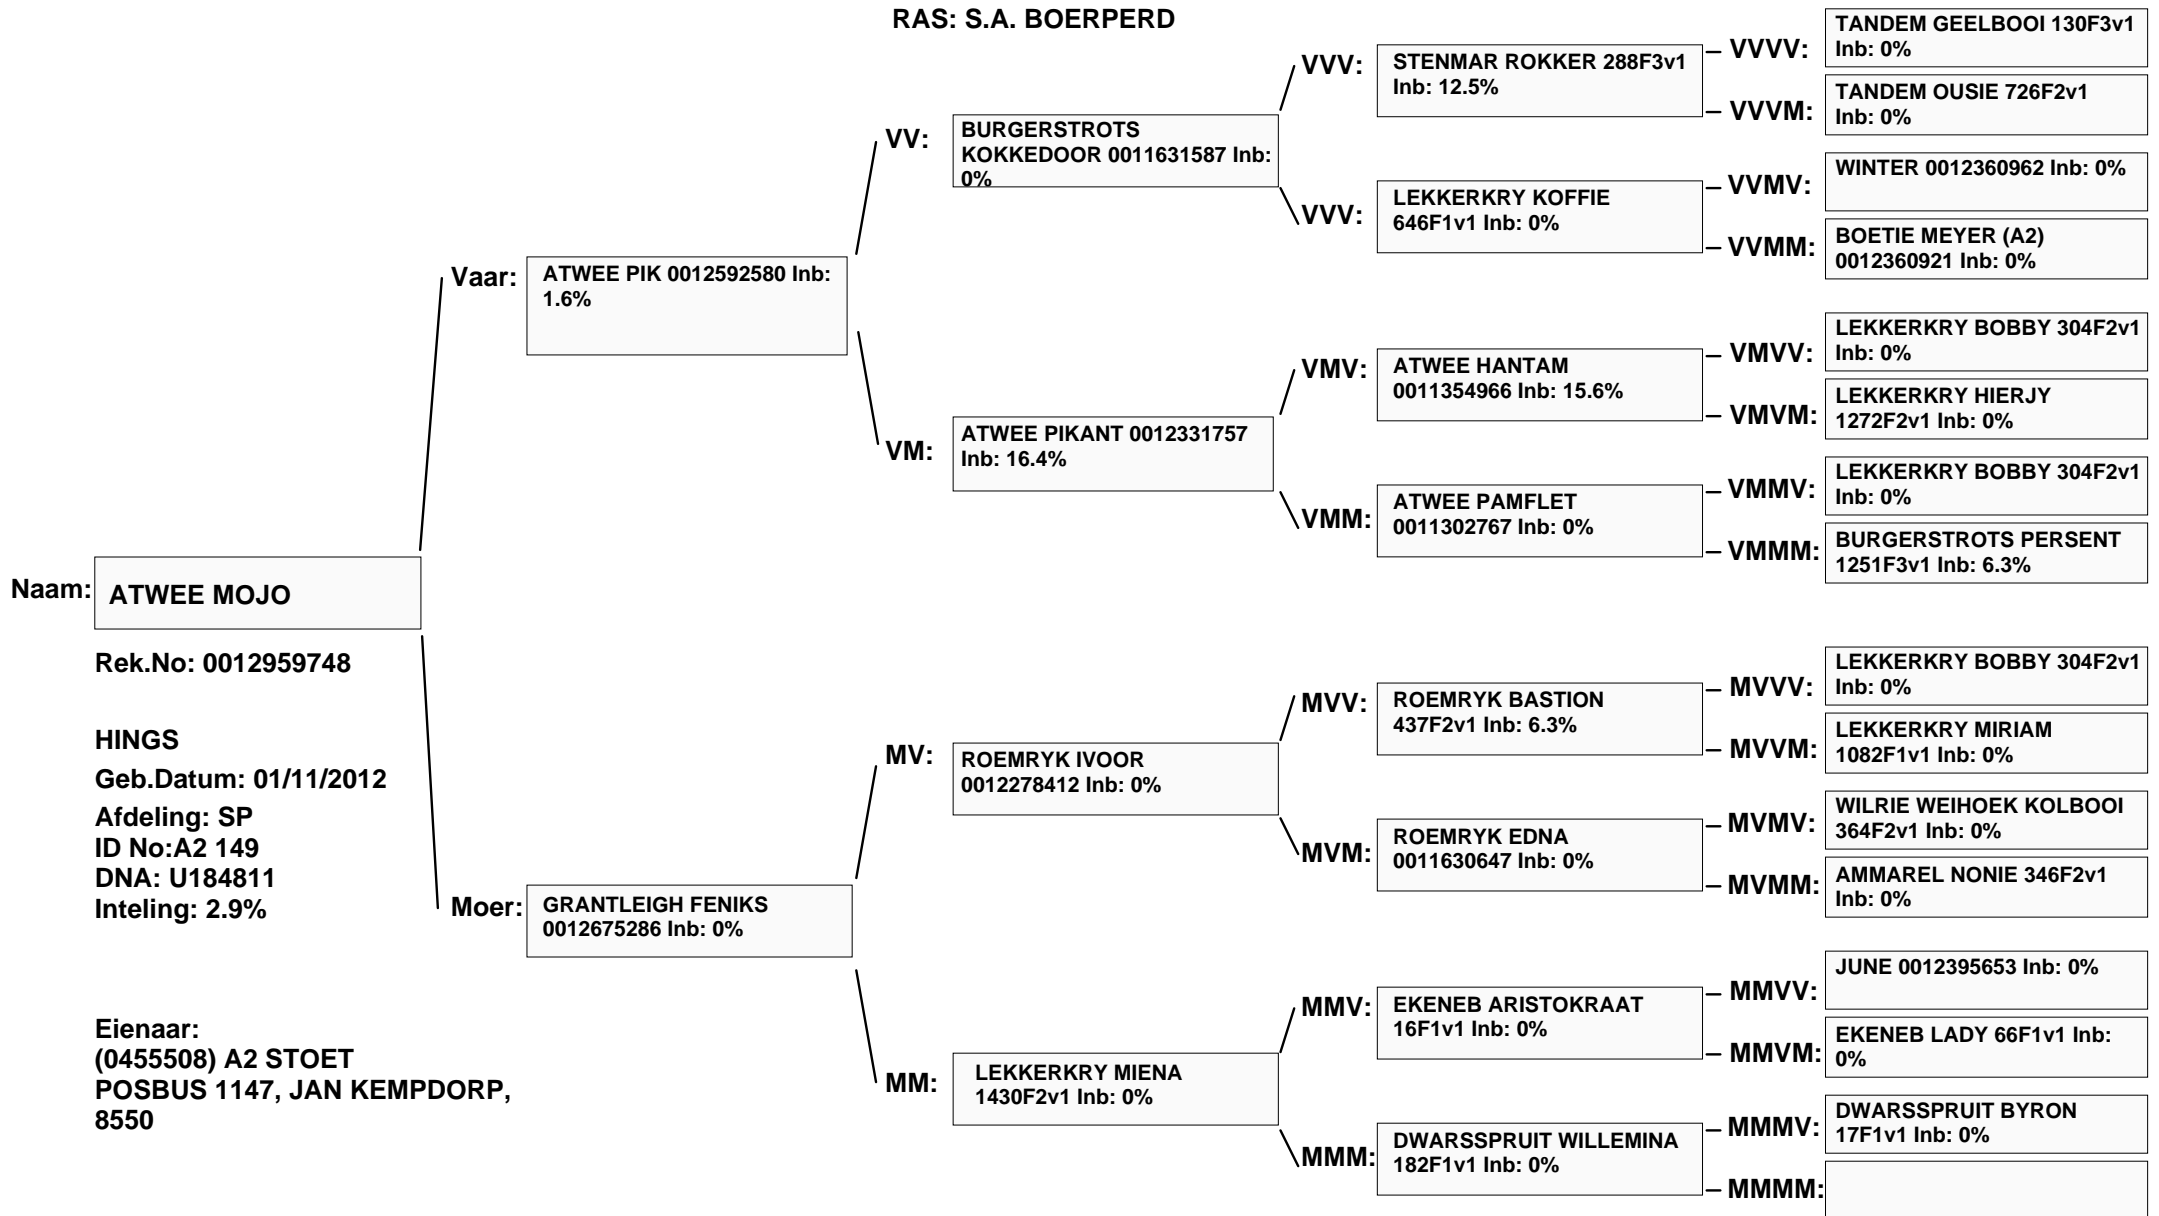 RAS: S.A. BOERPERD
Naam:
ATWEE MOJO
Rek.No: 0012959748
HINGS
Geb.Datum: 01/11/2012
Afdeling: SP
ID No:A2 149
DNA: U184811
Inteling: 2.9%
Eienaar:
(0455508) A2 STOET
POSBUS 1147, JAN KEMPDORP,
8550
Vaar:
ATWEE PIK 0012592580 Inb:
1.6%
Moer:
GRANTLEIGH FENIKS
0012675286 Inb: 0%
VV:
BURGERSTROTS
KOKKEDOOR 0011631587 Inb:
0%
VM:
ATWEE PIKANT 0012331757
Inb: 16.4%
MV:
ROEMRYK IVOOR
0012278412 Inb: 0%
MM:
LEKKERKRY MIENA
1430F2v1 Inb: 0%
VVV:
STENMAR ROKKER 288F3v1
Inb: 12.5%
VVV:
LEKKERKRY KOFFIE
646F1v1 Inb: 0%
VMV:
ATWEE HANTAM
0011354966 Inb: 15.6%
VMM:
ATWEE PAMFLET
0011302767 Inb: 0%
MVV:
ROEMRYK BASTION
437F2v1 Inb: 6.3%
MVM:
ROEMRYK EDNA
0011630647 Inb: 0%
MMV:
EKENEB ARISTOKRAAT
16F1v1 Inb: 0%
MMM:
DWARSSPRUIT WILLEMINA
182F1v1 Inb: 0%
VVVV:
TANDEM GEELBOOI 130F3v1
Inb: 0%
VVVM:
TANDEM OUSIE 726F2v1
Inb: 0%
VVMV:
WINTER 0012360962 Inb: 0%
VVMM:
BOETIE MEYER (A2)
0012360921 Inb: 0%
VMVV:
LEKKERKRY BOBBY 304F2v1
Inb: 0%
VMVM:
LEKKERKRY HIERJY
1272F2v1 Inb: 0%
VMMV:
LEKKERKRY BOBBY 304F2v1
Inb: 0%
VMMM:
BURGERSTROTS PERSENT
1251F3v1 Inb: 6.3%
MVVV:
LEKKERKRY BOBBY 304F2v1
Inb: 0%
MVVM:
LEKKERKRY MIRIAM
1082F1v1 Inb: 0%
MVMV:
WILRIE WEIHOEK KOLBOOI
364F2v1 Inb: 0%
MVMM:
AMMAREL NONIE 346F2v1
Inb: 0%
MMVV:
JUNE 0012395653 Inb: 0%
MMVM:
EKENEB LADY 66F1v1 Inb:
0%
MMMV:
DWARSSPRUIT BYRON
17F1v1 Inb: 0%
MMMM: